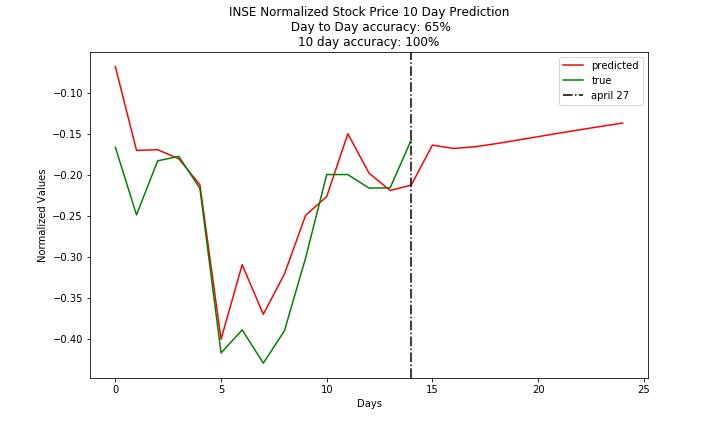 INSE Normalized Stock Price 10 Day Prediction
Day to Day accuracy: 65%
10 day accuracy: 100%
predicted
true
april 27
Normalized Values
−0.10
−0.15
−0.20
−0.25
−0.30
−0.35
−0.40
0
5
10
15
20
25
Days